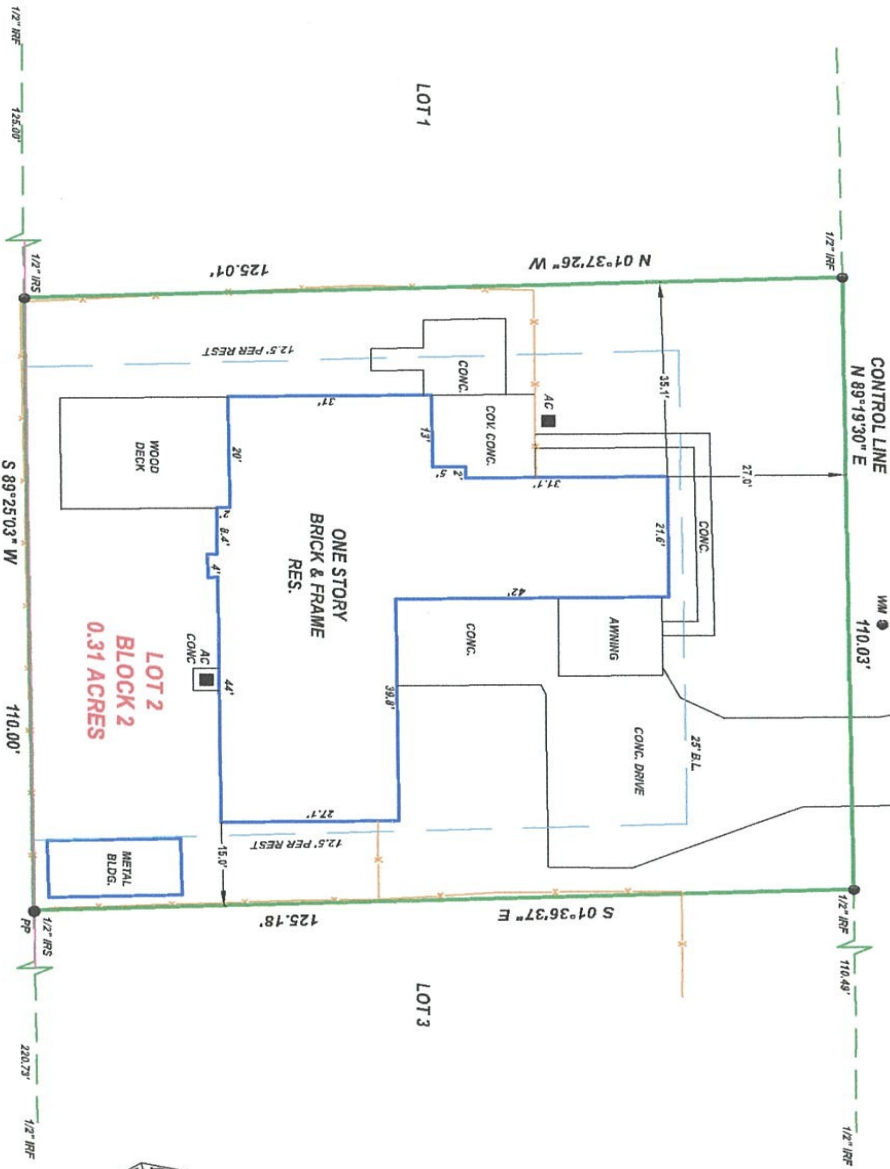 CONTROL LINE
N 89°19'30" E
WM
110.03'
1/2" IRF
1/2" IRF
110.49'
1/2" IRF
LOT 1
N 01°37'26" W
125.01'
35.1'
27.0'
CONC.
25' B.L.
AC
31.1'
21.6'
AWNING
CONC. DRIVE
CONC.
COV. CONC.
2'
5'
13'
42'
CONC.
39.8'
12.5' PER REST
31'
ONE STORY
BRICK & FRAME
RES.
27.1'
12.5' PER REST
15.0'
S 01°36'37" E
125.18'
LOT 3
WOOD
DECK
20'
2'
8.4'
4'
AC
CONC
44'
LOT 2
BLOCK 2
0.31 ACRES
METAL
BLDG.
1/2" IRF
125.00'
1/2" IRS
S 89°25'03" W
110.00'
1/2" IRS
PP
220.73'
1/2" IRF